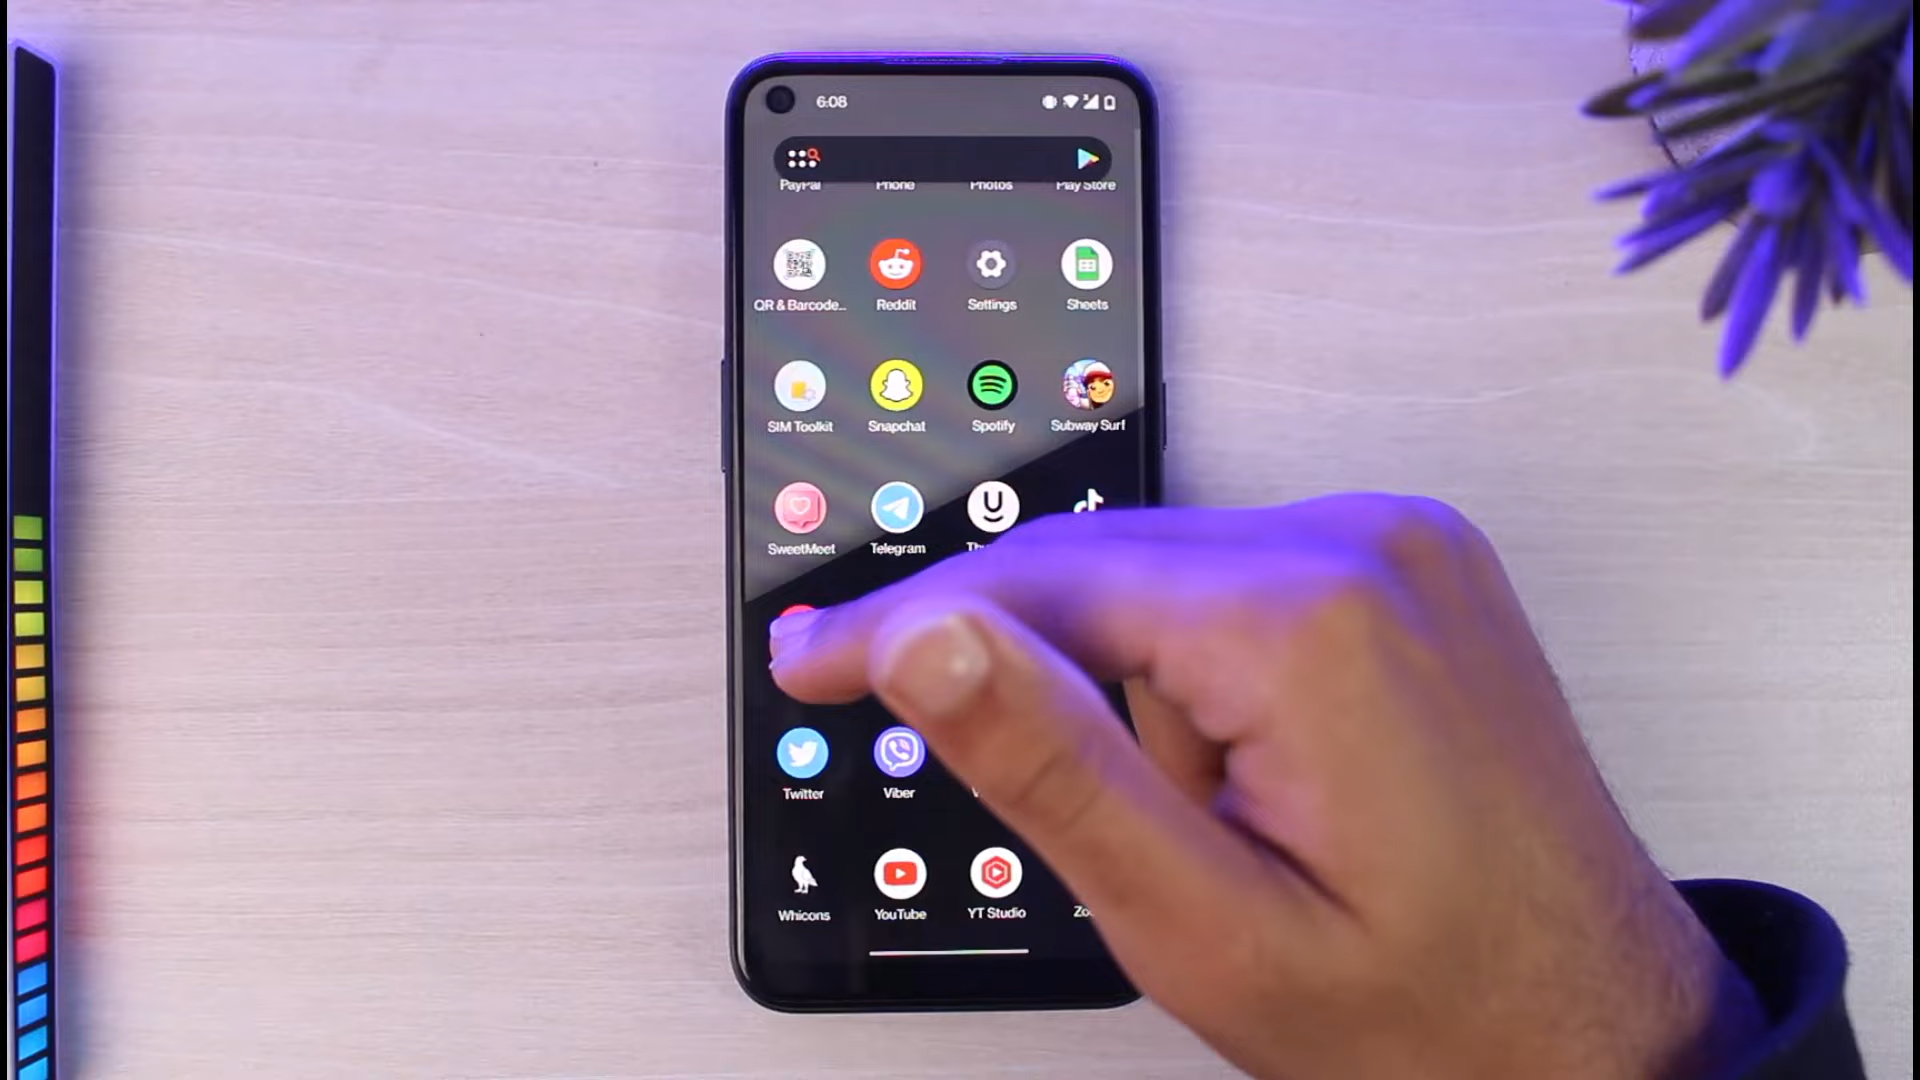 6:08
PayPal Phone Photos Play Store
QR & Barcode... Reddit Settings Sheets
SIM Toolkit Snapchat Spotify Subway Surf
SweetMeet Telegram
Twitter Viber
Whicons YouTube YT Studio